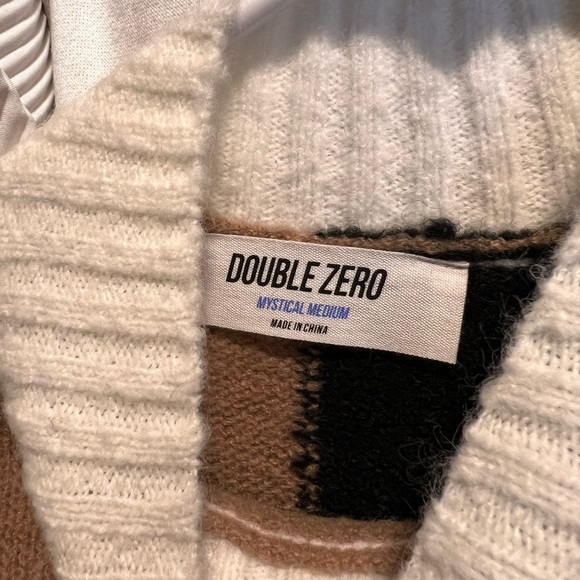 DOUBLE ZERO
MYSTICAL MEDIUM
MADE IN CHINA